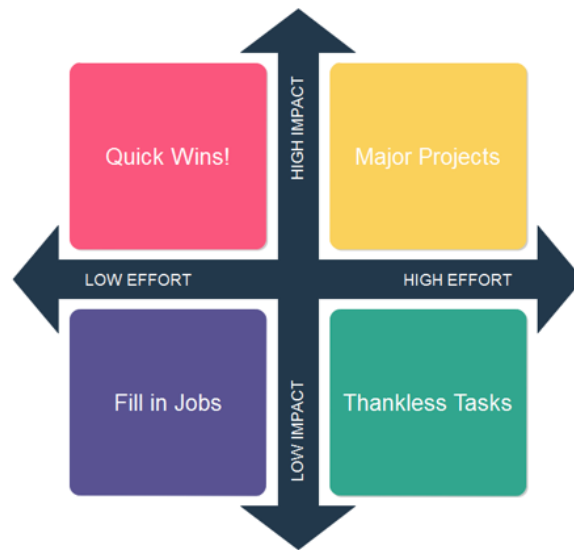 Quick Wins!
HIGH IMPACT
Major Projects
LOW EFFORT
HIGH EFFORT
Fill in Jobs
LOW IMPACT
Thankless Tasks